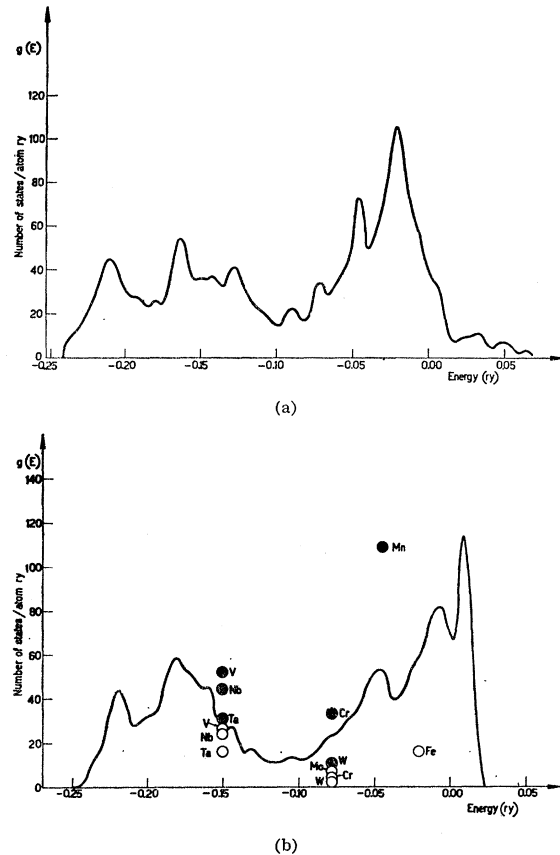 g (E)
Number of states / atom ry
120
100
80
60
40
20
0
-0.25 -0.20 -0.15 -0.10 -0.05 0.00 0.05
Energy (ry)
(a)
g (E)
Number of states / atom ry
140
120
100
80
60
40
20
0
Mn
V
Nb
Ta
V
Nb
Ta
Cr
Mo W
W Cr
Fe
-0.25 -0.20 -0.15 -0.10 -0.05 0.00 0.05
Energy (ry)
(b)